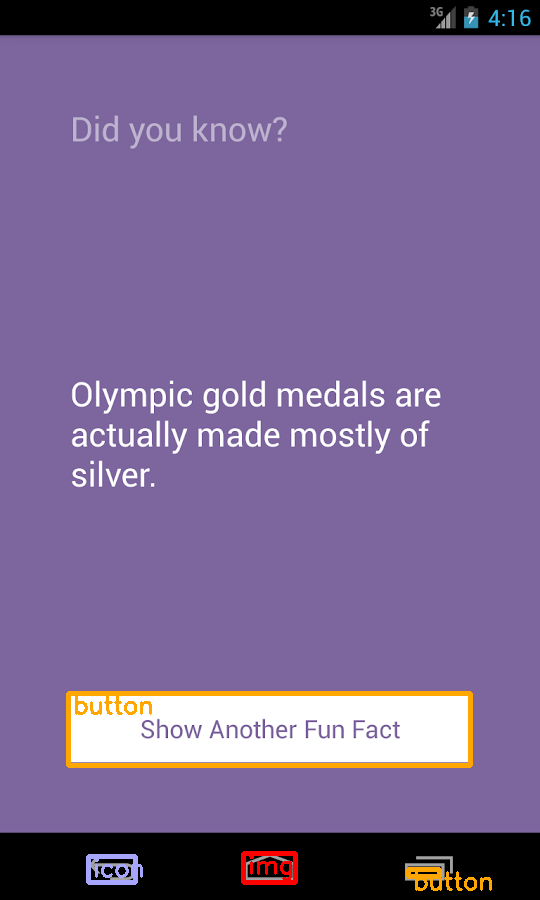 3G 4:16
Did you know?
Olympic gold medals are
actually made mostly of
silver.
button
Show Another Fun Fact
icon
img
button